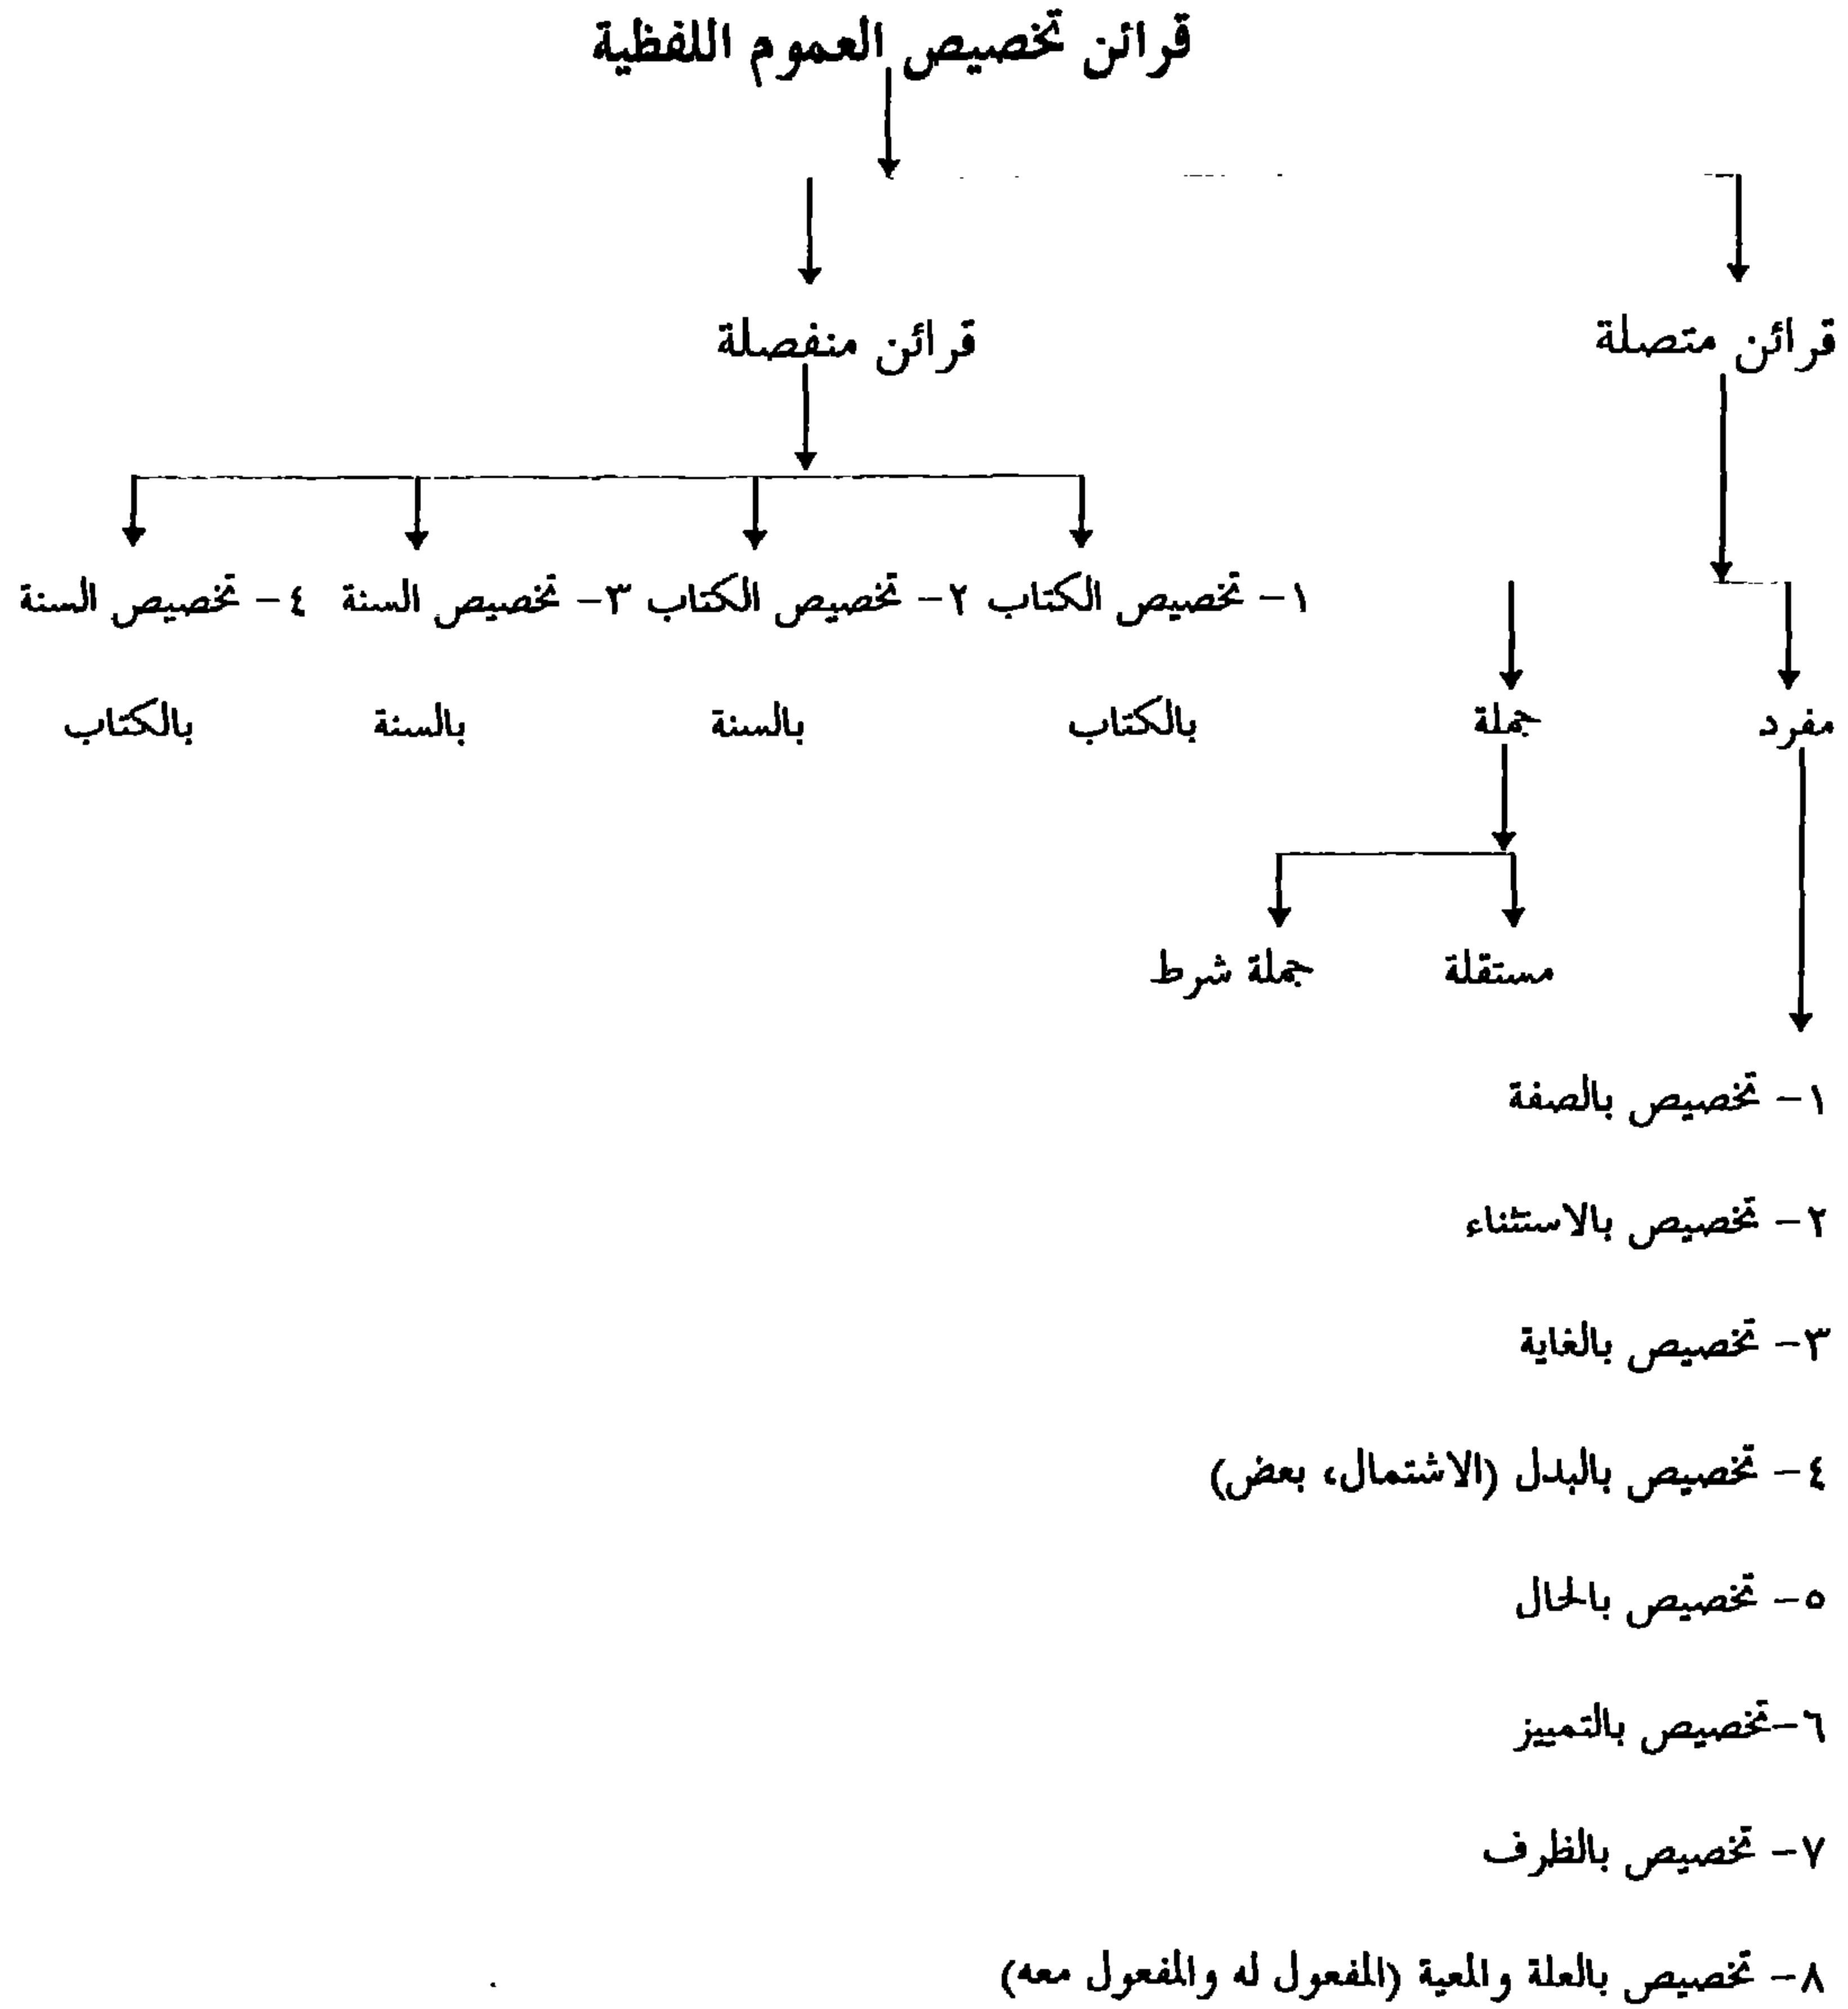 قرائن تخصيص العموم اللفظية
قرائن متصلة
قرائن منفصلة
١- تخصيص الكتاب ٢- تخصيص الكتاب ٣- تخصيص السنة ٤- تخصيص السنة
بالكتاب بالسنة بالسنة بالكتاب
مفرد
جملة
مستقلة
جملة شرط
١- تخصيص بالصفة
٢- تخصيص بالاستثناء
٣- تخصيص بالغاية
٤- تخصيص بالبدل (الاشتمال، بعض)
٥- تخصيص بالحال
٦-تخصيص بالتمييز
٧- تخصيص بالظرف
٨- تخصيص بالعلة والمعية (المفعول له والمفعول معه)